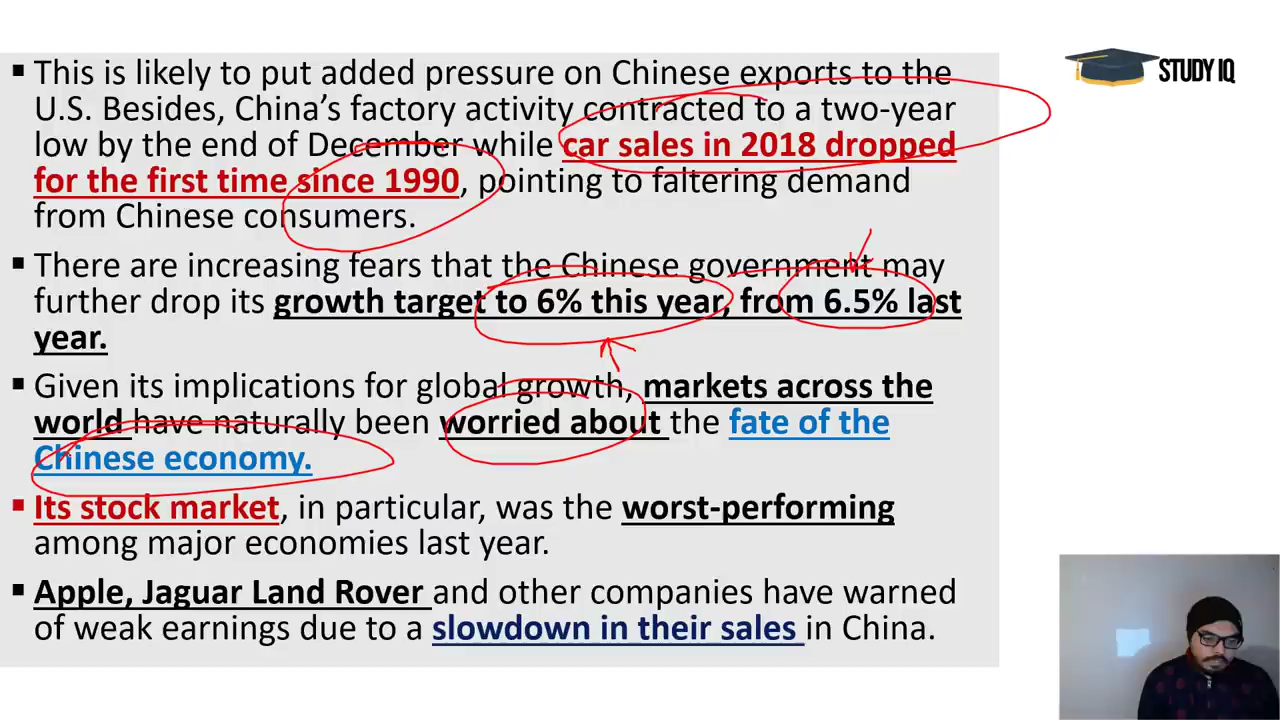 ▪ This is likely to put added pressure on Chinese exports to the
U.S. Besides, China’s factory activity contracted to a two-year
low by the end of December while car sales in 2018 dropped
for the first time since 1990, pointing to faltering demand
from Chinese consumers.
▪ There are increasing fears that the Chinese government may
further drop its growth target to 6% this year, from 6.5% last
year.
▪ Given its implications for global growth, markets across the
world have naturally been worried about the fate of the
Chinese economy.
▪ Its stock market, in particular, was the worst-performing
among major economies last year.
▪ Apple, Jaguar Land Rover and other companies have warned
of weak earnings due to a slowdown in their sales in China.
STUDY IQ